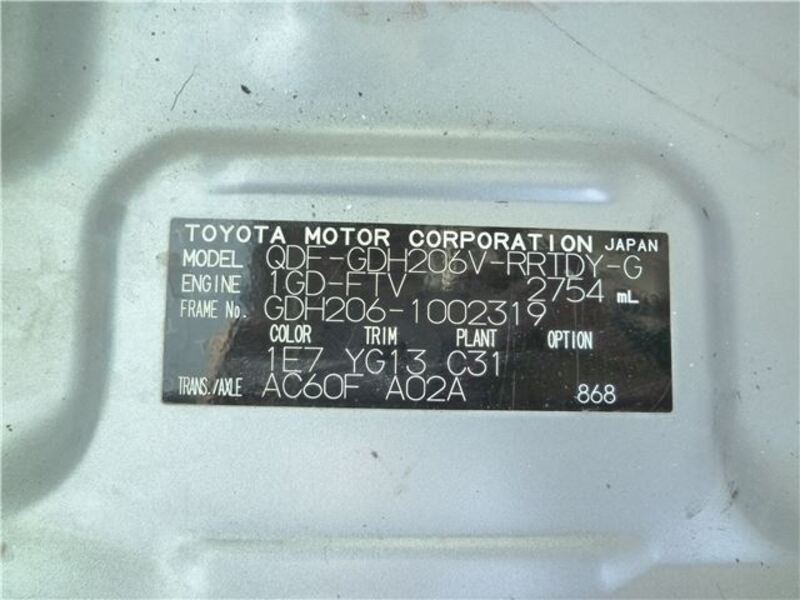 TOYOTA MOTOR CORPORATION JAPAN
MODEL QDF-GDH206V-RRTDY-G
ENGINE 1GD-FTV 2754 mL
FRAME No. GDH206-1002319
COLOR TRIM PLANT OPTION
1E7 YG13 C31
TRANS./AXLE AC60F A02A 868